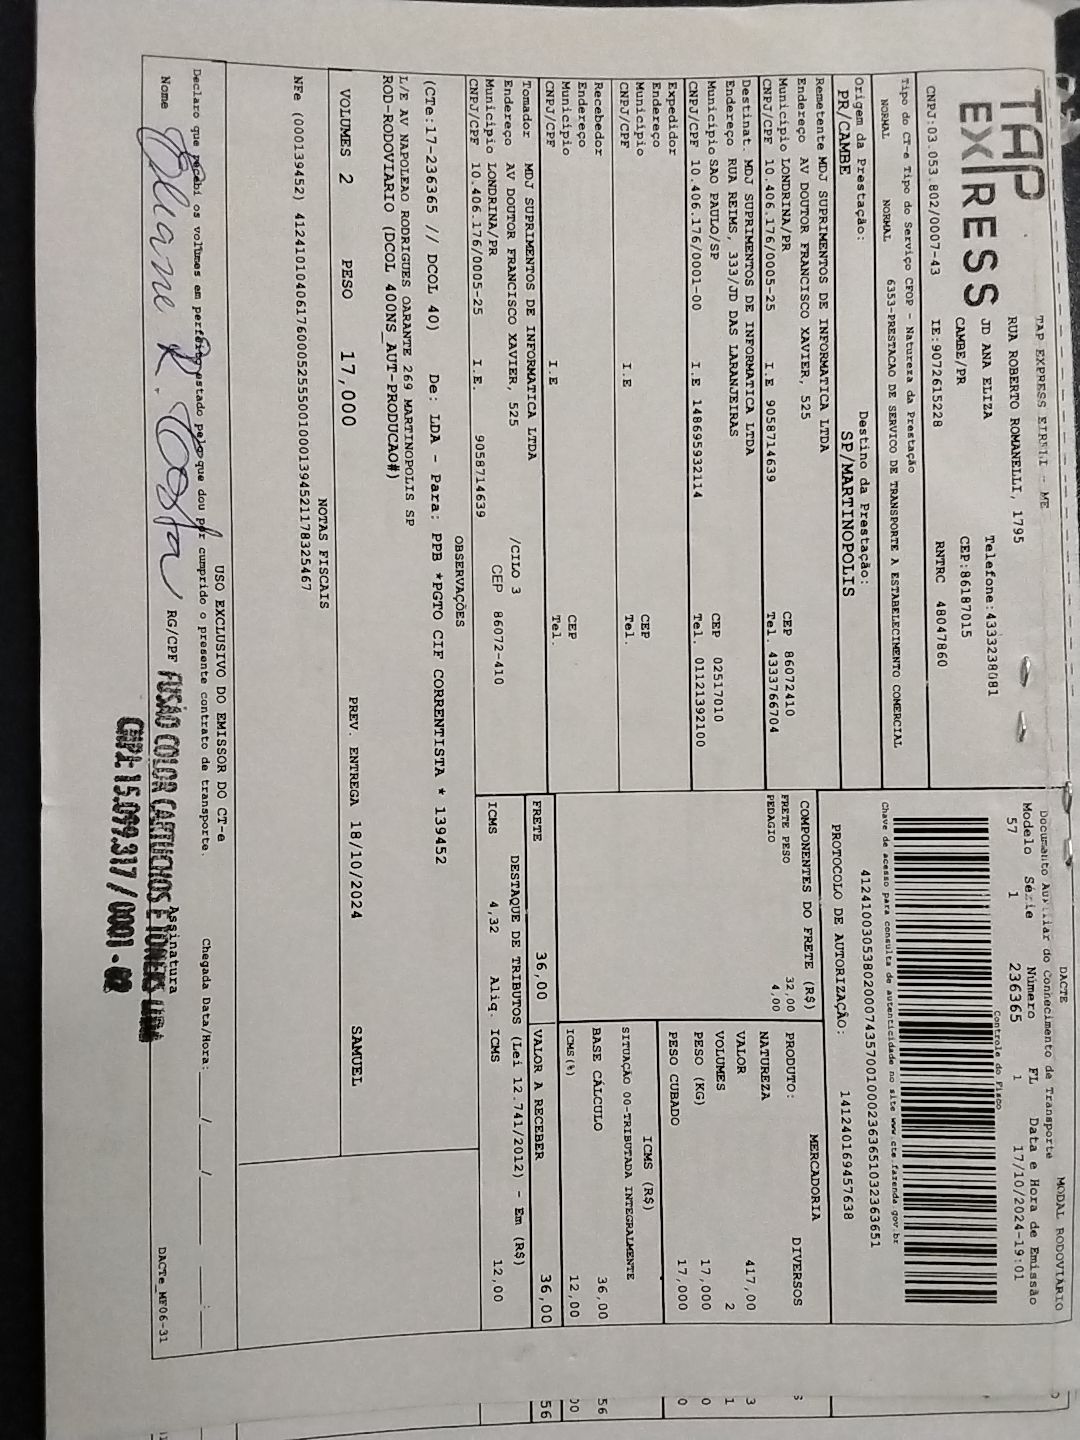 TAP
EXPRESS
TAP EXPRESS EIRELI - ME
RUA ROBERTO ROMANELLI, 1795
JD ANA ELIZA
Telefone:4333238081
CAMBE/PR
CEP:86187015
CNPJ:03.053.802/0007-43
IE:9072615228
RNTRC 48047860
Tipo do CT-e Tipo do Serviço CFOP - Natureza da Prestação
NORMAL NORMAL 6353-PRESTACAO DE SERVICO DE TRANSPORTE A ESTABELECIMENTO COMERCIAL
Origem da Prestação:
PR/CAMBE
Destino da Prestação:
SP/MARTINOPOLIS
Remetente MDJ SUPRIMENTOS DE INFORMATICA LTDA
Endereço AV DOUTOR FRANCISCO XAVIER, 525
Município LONDRINA/PR CEP 86072410
CNPJ/CPF 10.406.176/0005-25 I.E 9058714639 Tel. 4333766704
Destinat. MDJ SUPRIMENTOS DE INFORMATICA LTDA
Endereço RUA REIMS, 333/JD DAS LARANJEIRAS
Município SAO PAULO/SP CEP 02517010
CNPJ/CPF 10.406.176/0001-00 I.E 148695932114 Tel. 01121392100
Expedidor
Endereço
Município CEP
CNPJ/CPF I.E Tel.
Recebedor
Endereço
Município CEP
CNPJ/CPF I.E Tel.
Tomador MDJ SUPRIMENTOS DE INFORMATICA LTDA
Endereço AV DOUTOR FRANCISCO XAVIER, 525 /CILO 3
Município LONDRINA/PR CEP 86072-410
CNPJ/CPF 10.406.176/0005-25 I.E. 9058714639
DACTE MODAL RODOVIÁRIO
Documento Auxiliar do Conhecimento de Transporte
Modelo Série Número FL Data e Hora de Emissão
57 1 236365 1 17/10/2024-19:01
Controle do Fisco
Chave de acesso para consulta de autenticidade no site www.cte.fazenda.gov.br
41241003053802000743570010002363651032363651
PROTOCOLO DE AUTORIZAÇÃO: 141240169457638
COMPONENTES DO FRETE (R$)
FRETE PESO 32,00
PEDAGIO 4,00
MERCADORIA
PRODUTO: DIVERSOS
NATUREZA
VALOR 417,00
VOLUMES 2
PESO (KG) 17,000
PESO CUBADO 17,000
ICMS (R$)
SITUAÇÃO 00-TRIBUTADA INTEGRALMENTE
BASE CÁLCULO 36,00
ICMS(%) 12,00
FRETE 36,00 VALOR A RECEBER 36,00
DESTAQUE DE TRIBUTOS (Lei 12.741/2012) - Em (R$)
ICMS 4,32 Aliq. ICMS 12,00
OBSERVAÇÕES
(CTe:17-236365 // DCOL 40) De: LDA - Para: PPB *PGTO CIF CORRENTISTA * 139452
L/E AV NAPOLEAO RODRIGUES OARANTE 269 MARTINOPOLIS SP
ROD-RODOVIARIO (DCOL 400NS_AUT-PRODUCAO#)
VOLUMES 2 PESO 17,000 PREV. ENTREGA 18/10/2024 SAMUEL
NOTAS FISCAIS
NFe (000139452) 41241010406176000525550010001394521178325467
USO EXCLUSIVO DO EMISSOR DO CT-e
Declaro que recebi os volumes em perfeito estado pelo que dou por cumprido o presente contrato de transporte. Chegada Data/Hora:____/____/____ ____:____
Nome Eliane R. Costa RG/CPF Assinatura DACTe_MF06-31
FUSÃO COLOR CARTUCHOS E TONERS LTDA
CNPJ: 15.099.317/0001-02